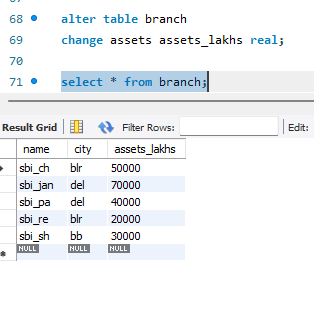 68 alter table branch
69 change assets assets_lakhs real;
70
71 select * from branch;
Result Grid Filter Rows: Edit:
name city assets_lakhs
sbi_ch blr 50000
sbi_jan del 70000
sbi_pa del 40000
sbi_re blr 20000
sbi_sh bb 30000
NULL NULL NULL